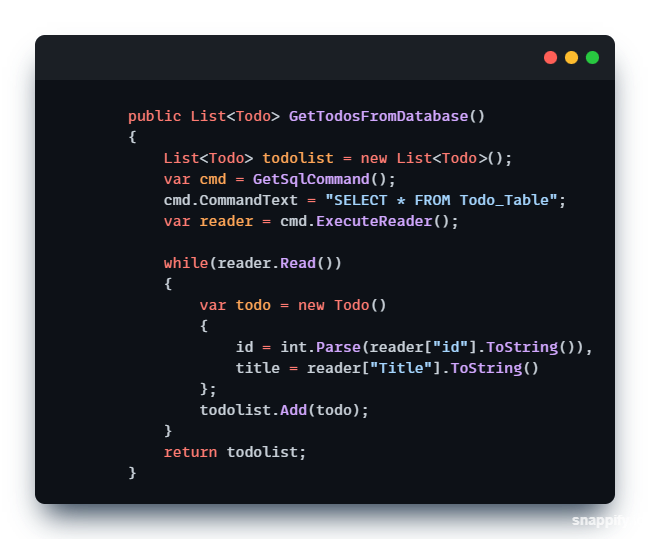 public List<Todo> GetTodosFromDatabase()
{
List<Todo> todolist = new List<Todo>();
var cmd = GetSqlCommand();
cmd.CommandText = "SELECT * FROM Todo_Table";
var reader = cmd.ExecuteReader();
while(reader.Read())
{
var todo = new Todo()
{
id = int.Parse(reader["id"].ToString()),
title = reader["Title"].ToString()
};
todolist.Add(todo);
}
return todolist;
}
snappify